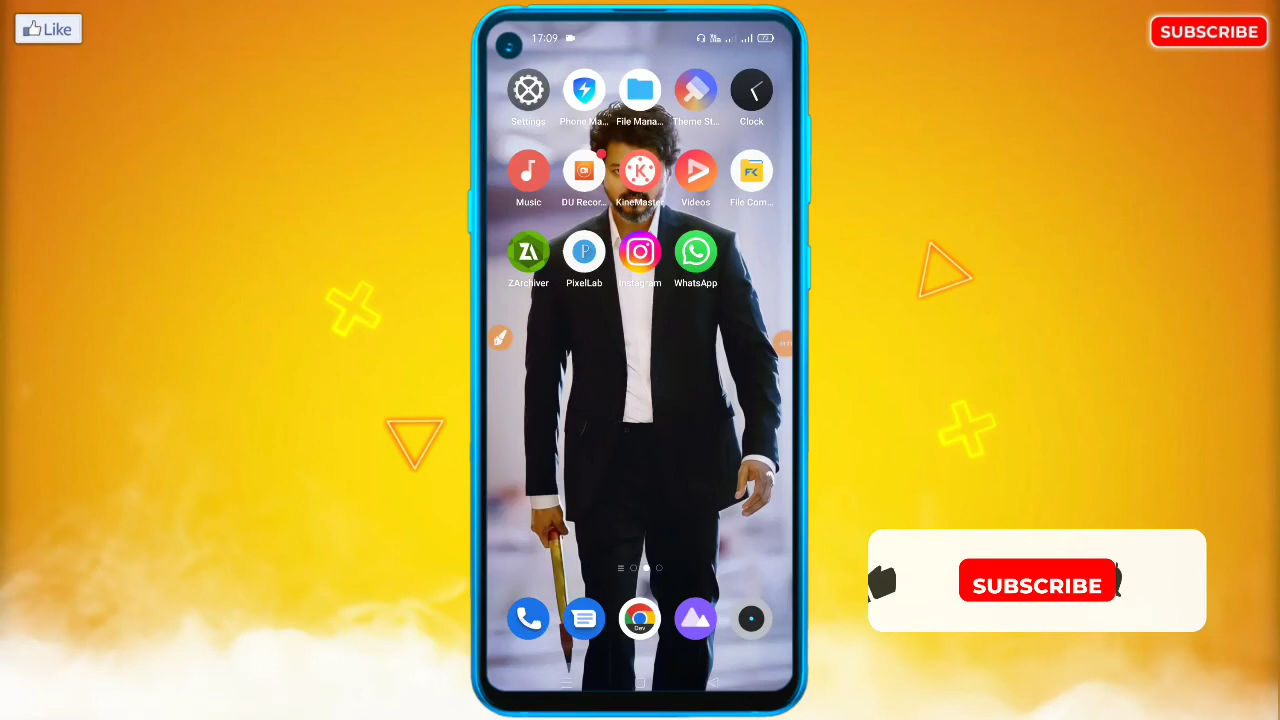 Like
SUBSCRIBE
17:09
Settings
Phone Ma...
File Mana...
Theme St...
Clock
Music
DU Recor...
KineMaster
Videos
File Com...
ZArchiver
PixelLab
Instagram
WhatsApp
Dev
SUBSCRIBE